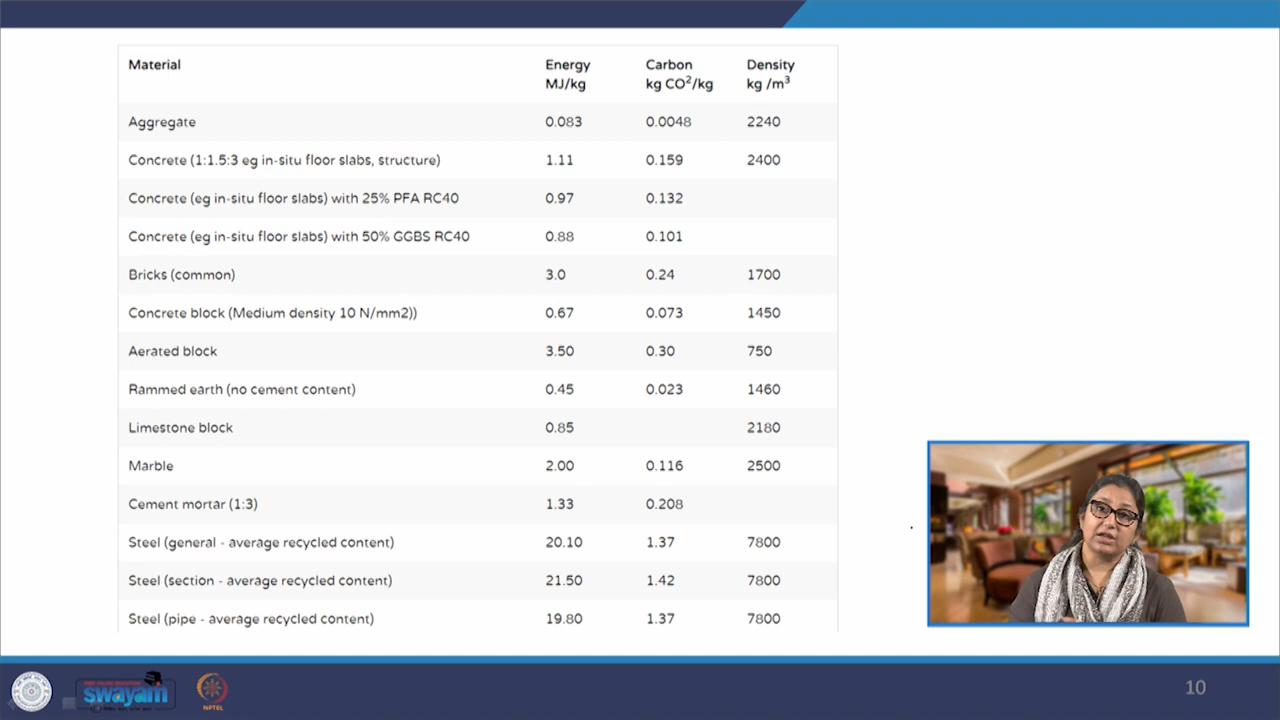 Material Energy Carbon Density
MJ/kg kg CO²/kg kg /m³
Aggregate 0.083 0.0048 2240
Concrete (1:1.5:3 eg in-situ floor slabs, structure) 1.11 0.159 2400
Concrete (eg in-situ floor slabs) with 25% PFA RC40 0.97 0.132
Concrete (eg in-situ floor slabs) with 50% GGBS RC40 0.88 0.101
Bricks (common) 3.0 0.24 1700
Concrete block (Medium density 10 N/mm2)) 0.67 0.073 1450
Aerated block 3.50 0.30 750
Rammed earth (no cement content) 0.45 0.023 1460
Limestone block 0.85 2180
Marble 2.00 0.116 2500
Cement mortar (1:3) 1.33 0.208
Steel (general - average recycled content) 20.10 1.37 7800
Steel (section - average recycled content) 21.50 1.42 7800
Steel (pipe - average recycled content) 19.80 1.37 7800
swayam
NPTEL
10